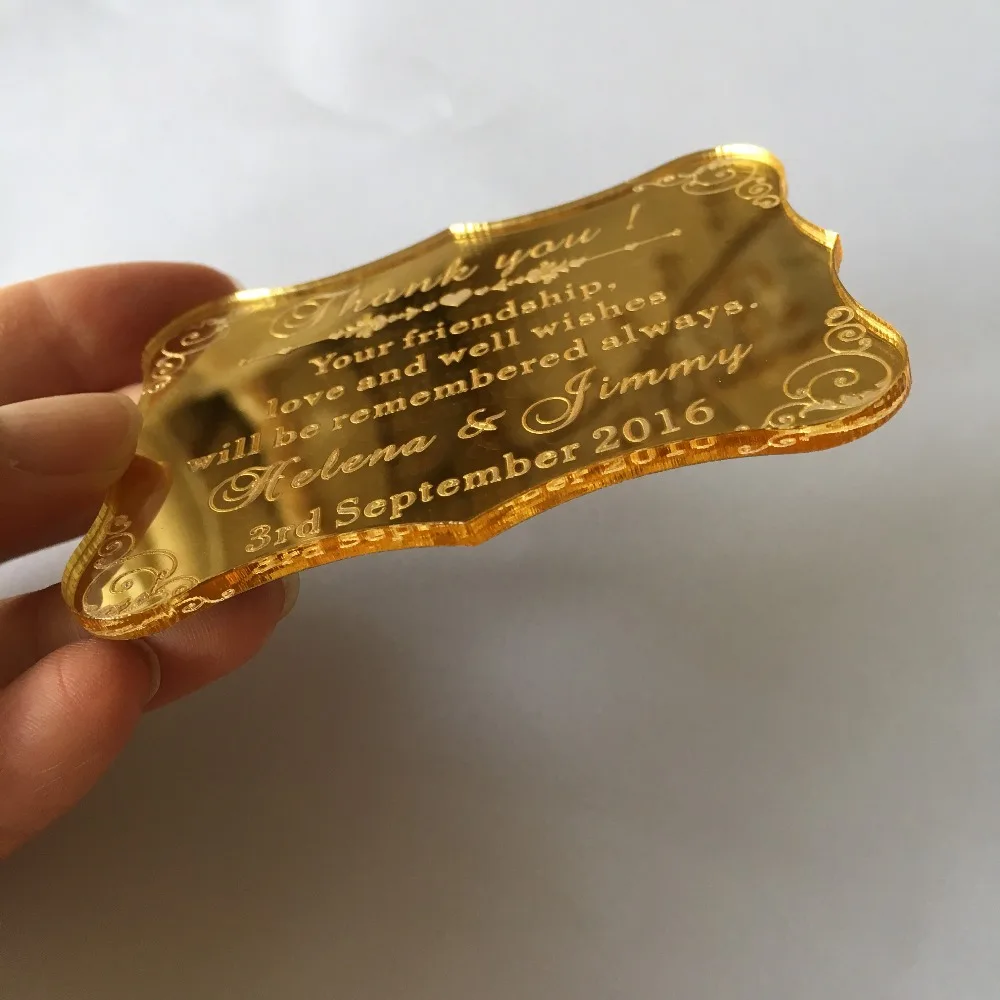 Thank you !
Your friendship,
love and well wishes
will be remembered always.
Helena & Jimmy
3rd September 2016